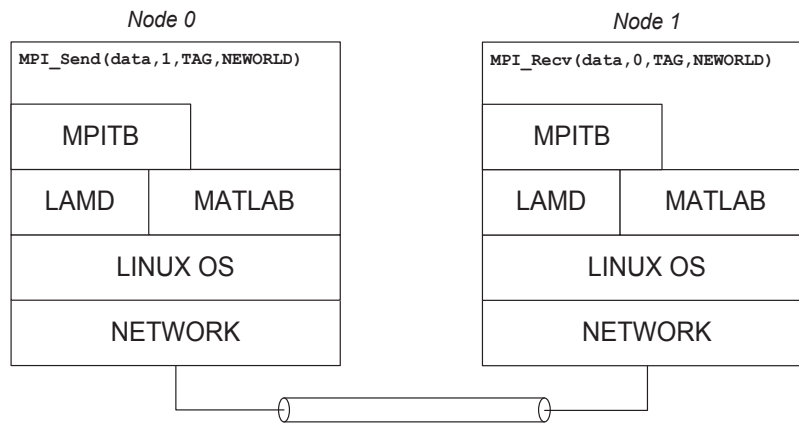 Node 0
MPI_Send(data,1,TAG,NEWORLD)
MPITB
LAMD MATLAB
LINUX OS
NETWORK
Node 1
MPI_Recv(data,0,TAG,NEWORLD)
MPITB
LAMD MATLAB
LINUX OS
NETWORK